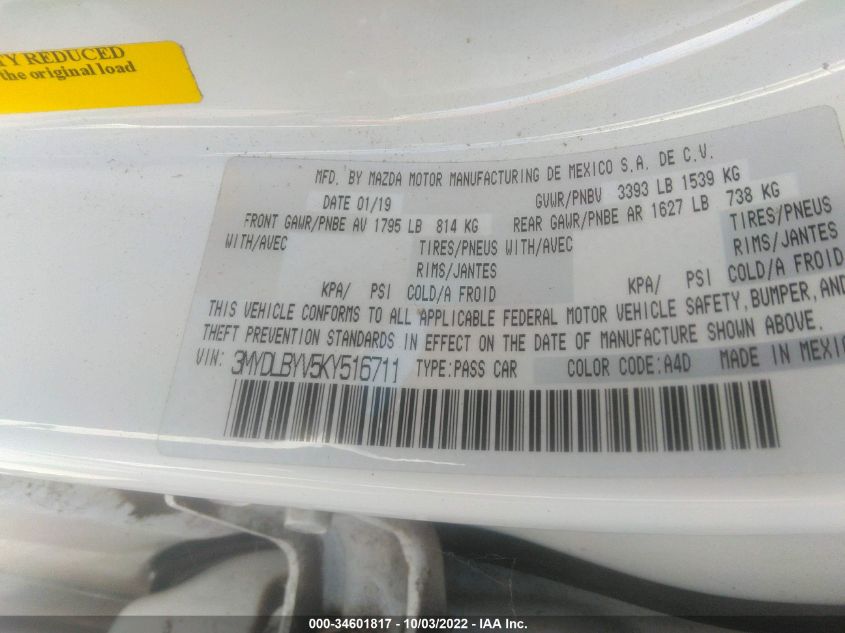 TY REDUCED
the original load
MFD. BY MAZDA MOTOR MANUFACTURING DE MEXICO S.A. DE C.V.
DATE 01/19 GVWR/PNBV 3393 LB 1539 KG
FRONT GAWR/PNBE AV 1795 LB 814 KG REAR GAWR/PNBE AR 1627 LB 738 KG
WITH/AVEC TIRES/PNEUS WITH/AVEC TIRES/PNEUS
RIMS/JANTES RIMS/JANTES
KPA/ PSI COLD/A FROID KPA/ PSI COLD/A FROID
THIS VEHICLE CONFORMS TO ALL APPLICABLE FEDERAL MOTOR VEHICLE SAFETY, BUMPER, AND
THEFT PREVENTION STANDARDS IN EFFECT ON THE DATE OF MANUFACTURE SHOWN ABOVE.
VIN: 3MYDLBYV5KY516711 TYPE:PASS CAR COLOR CODE:A4D MADE IN MEXIC
000-34601817 - 10/03/2022 - IAA Inc.